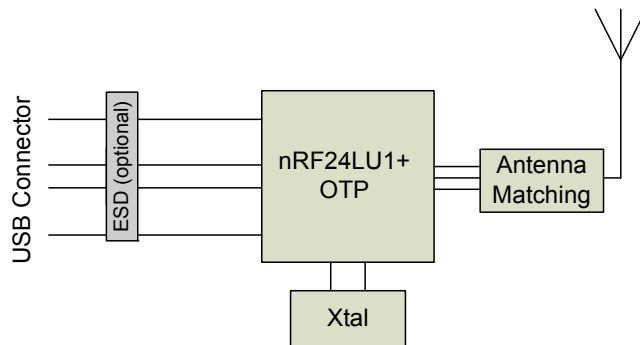 USB Connector
ESD (optional)
nRF24LU1+
OTP
Antenna
Matching
Xtal